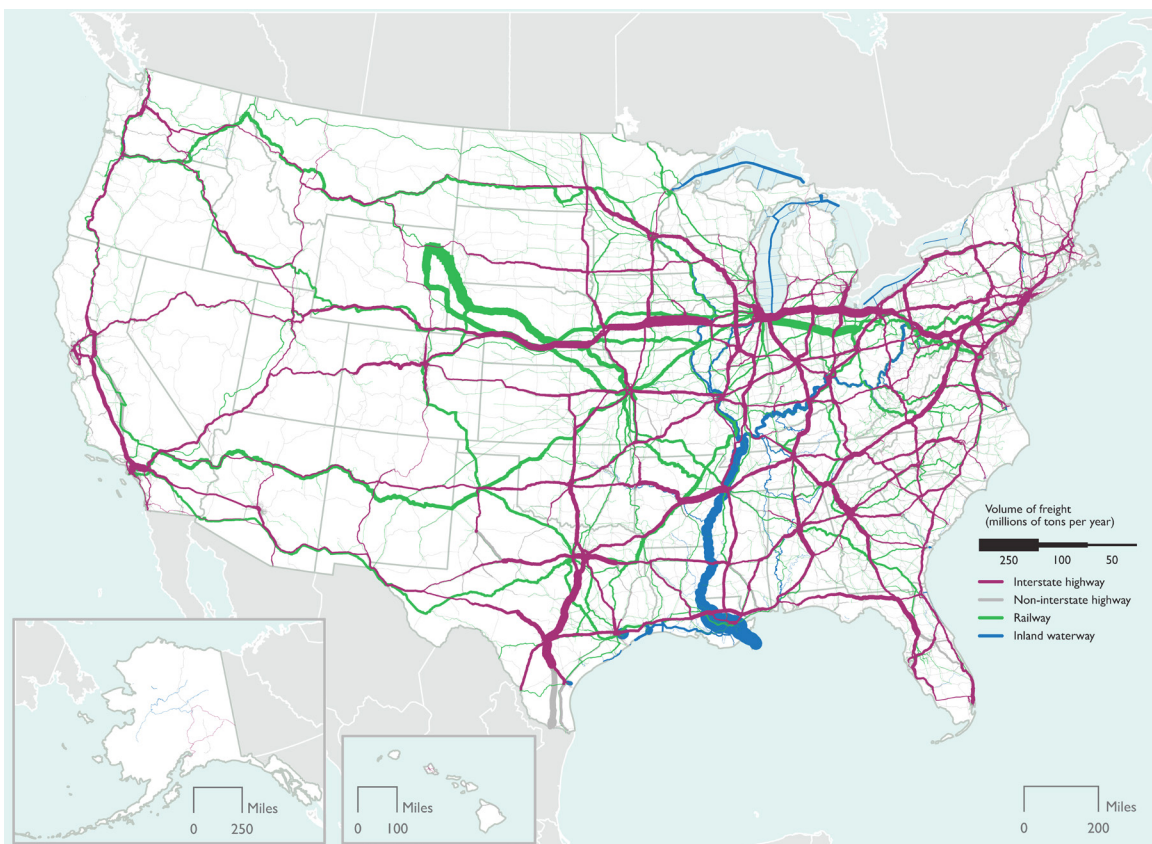 Volume of freight
(millions of tons per year)
250 100 50
Interstate highway
Non-interstate highway
Railway
Inland waterway
Miles
0 250
Miles
0 100
Miles
0 200